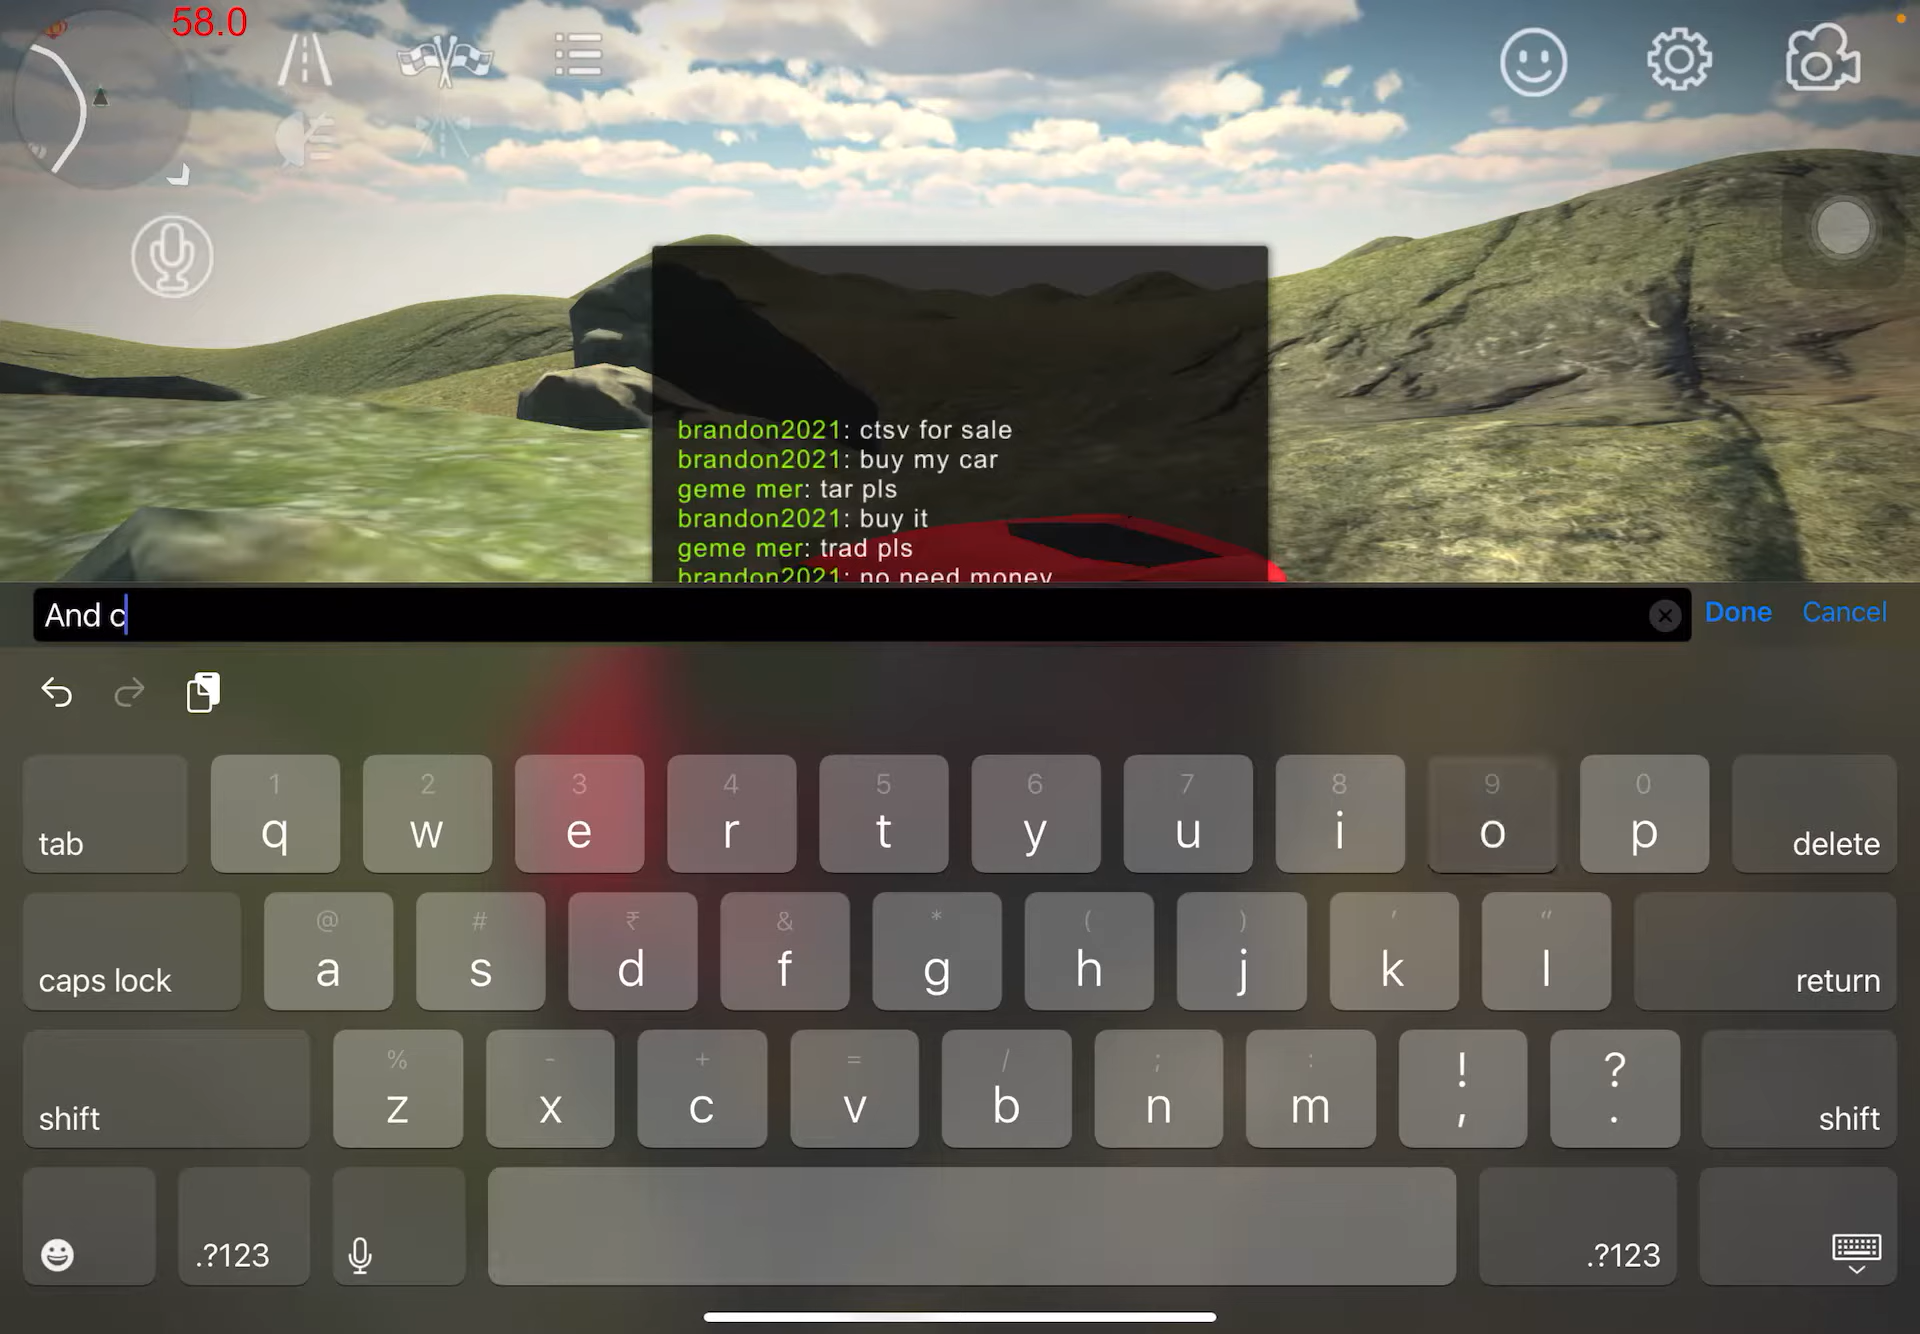 58.0
brandon2021: ctsv for sale
brandon2021: buy my car
geme mer: tar pls
brandon2021: buy it
geme mer: trad pls
brandon2021: no need money
And c
Done
Cancel
tab
1 2 3 4 5 6 7 8 9 0
q w e r t y u i o p
delete
@ # ₹ & * ( ) ' "
caps lock
a s d f g h j k l
return
% - + = / ; : ! ?
shift
z x c v b n m , .
shift
.?123
.?123